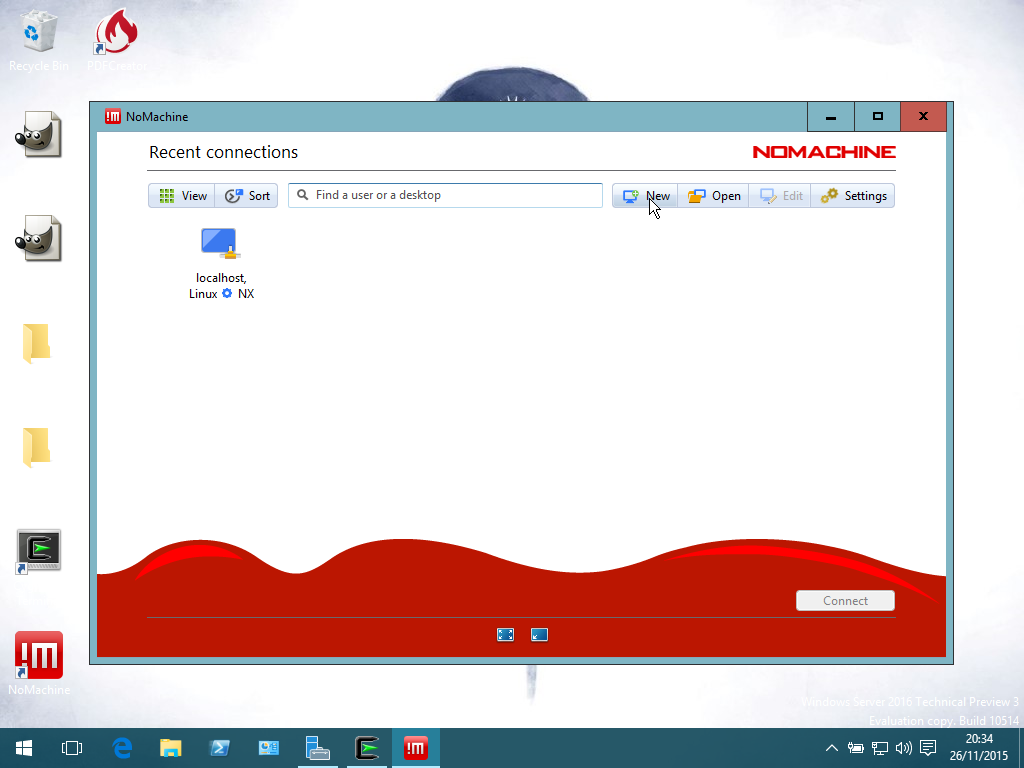 Recycle Bin
PDFCreator
NoMachine
Recent connections
NOMACHINE
View
Sort
Find a user or a desktop
New
Open
Edit
Settings
localhost,
Linux NX
Connect
NoMachine
Windows Server 2016 Technical Preview 3
Evaluation copy. Build 10514
20:34
26/11/2015